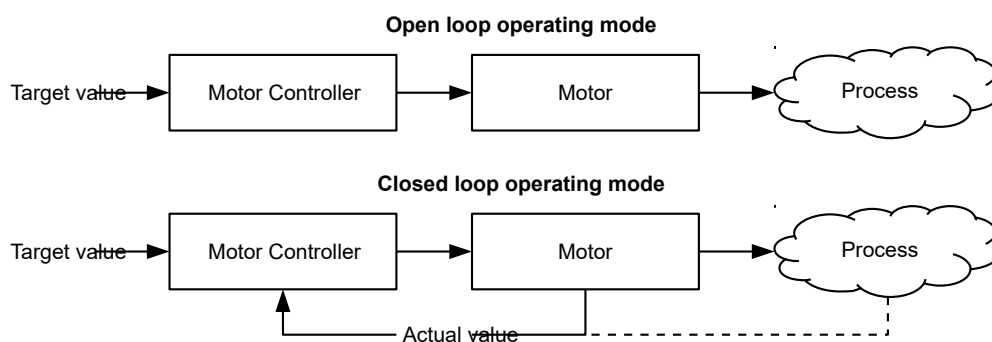 Open loop operating mode
Target value
Motor Controller
Motor
Process
Closed loop operating mode
Target value
Motor Controller
Motor
Process
Actual value